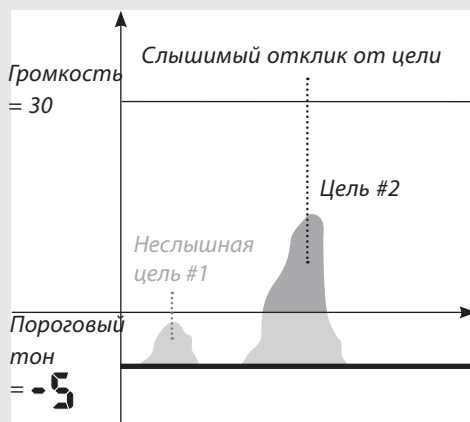 Слышимый отклик от цели
Громкость
= 30
Цель #2
Неслышная
цель #1
Пороговый
тон
= -5